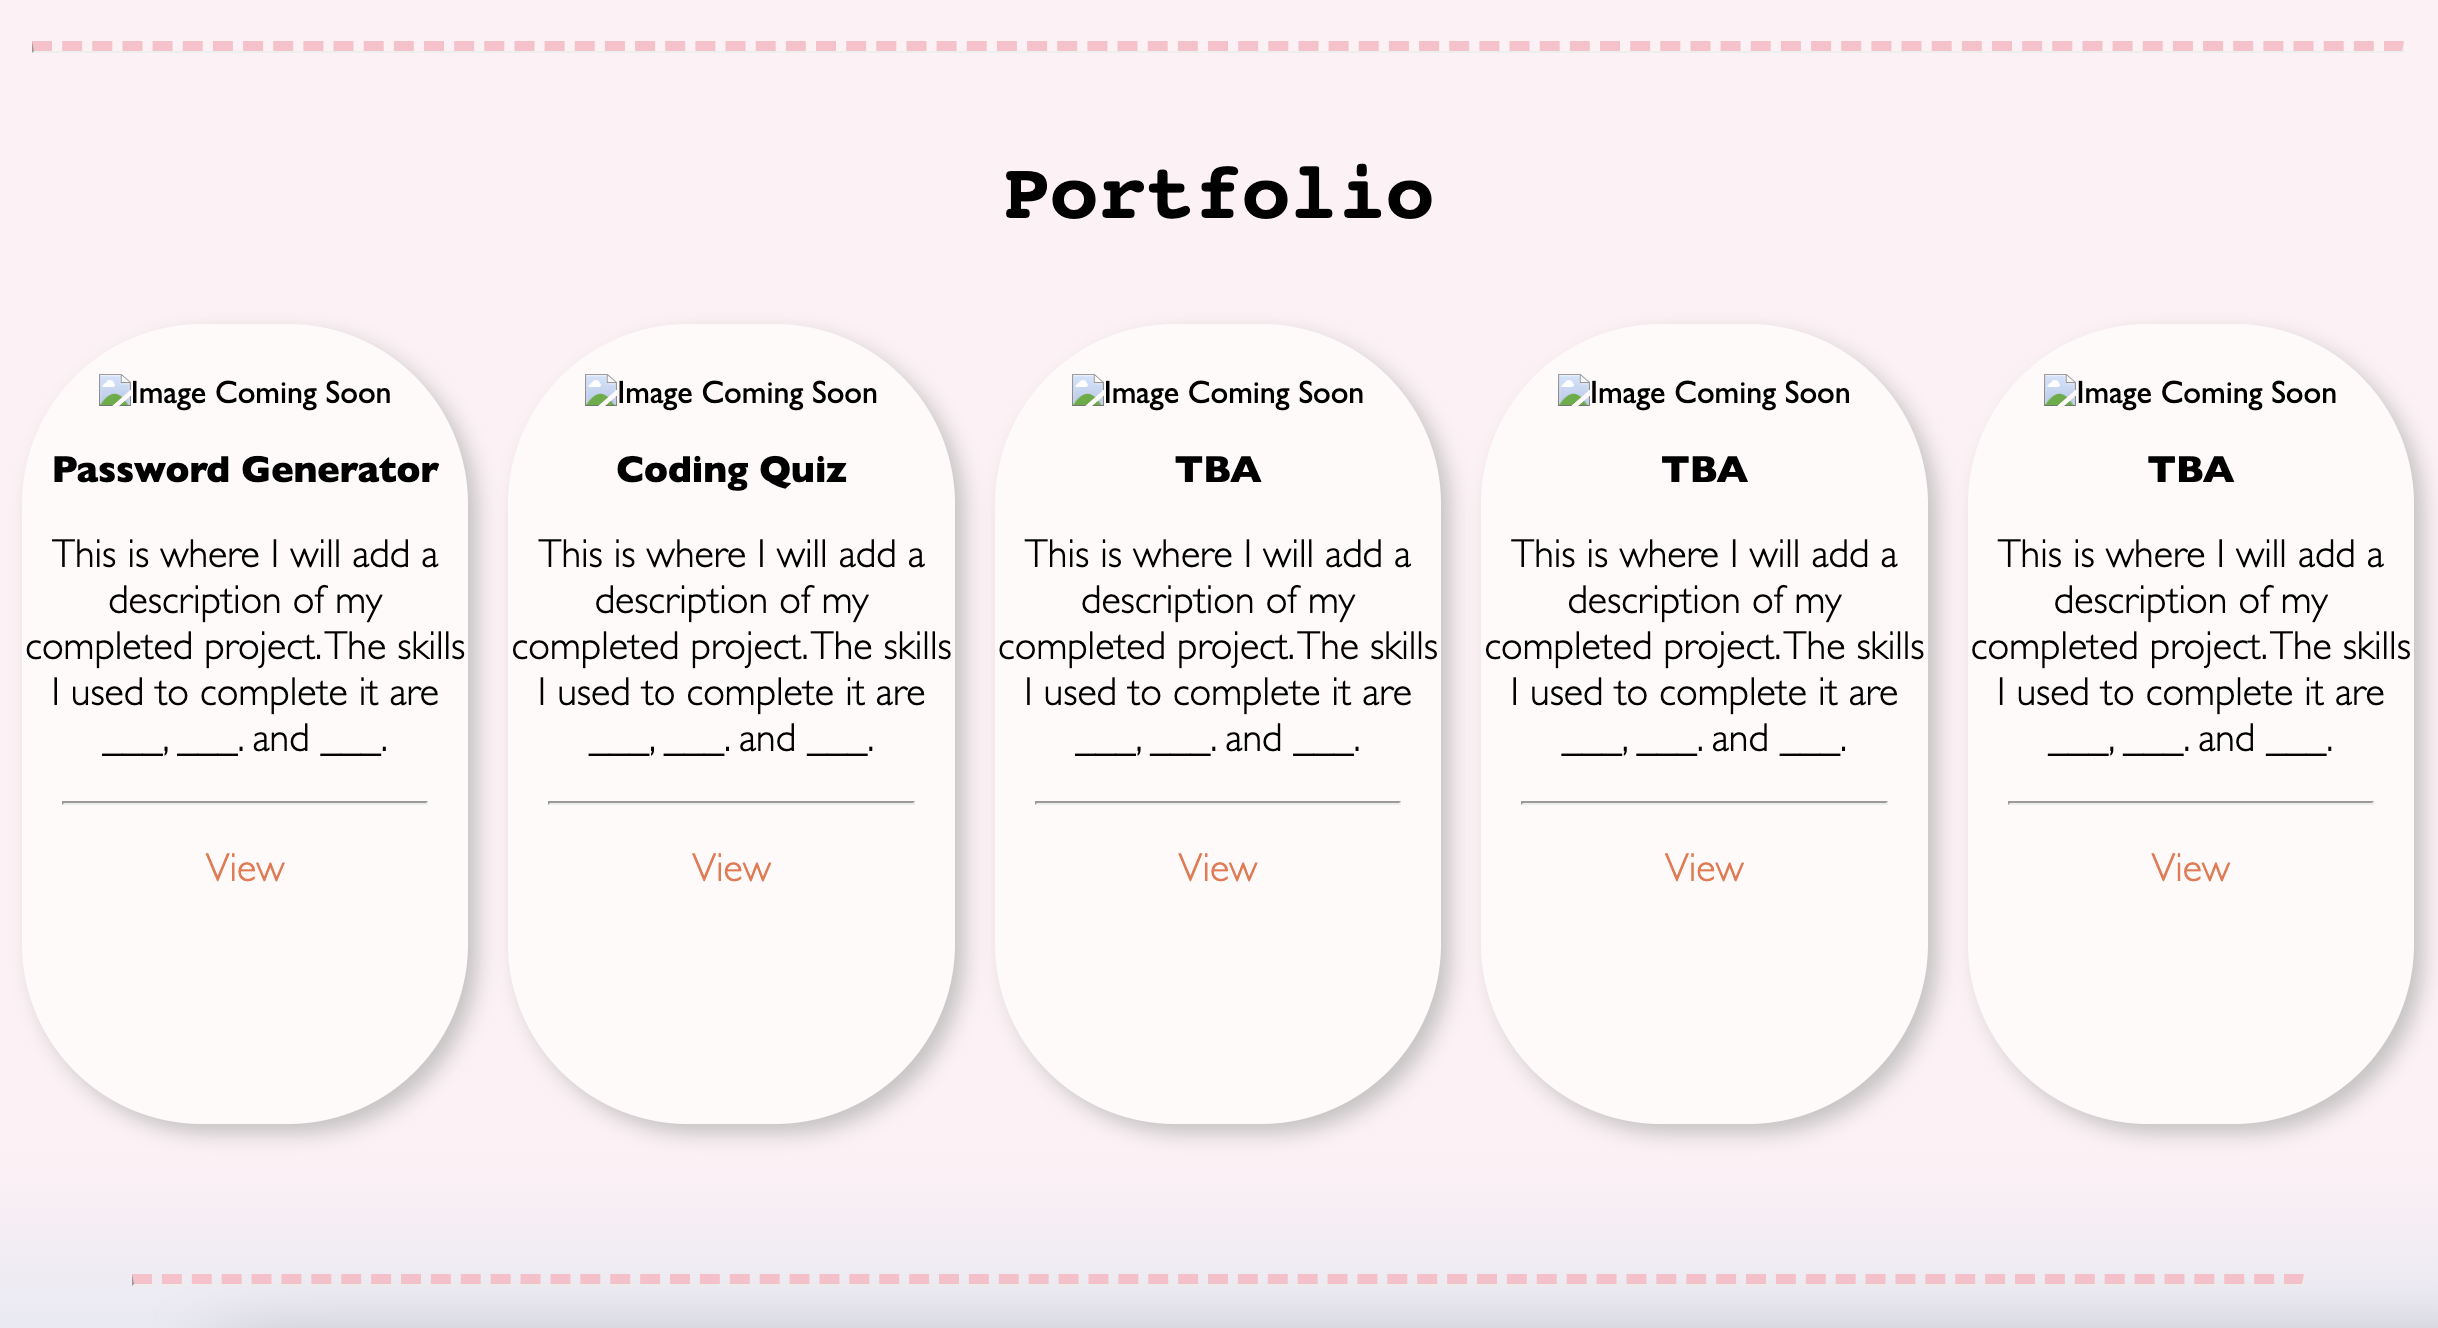 Portfolio
Image Coming Soon
Password Generator
This is where I will add a
description of my
completed project. The skills
I used to complete it are
___, ___. and ___.
View
Image Coming Soon
Coding Quiz
This is where I will add a
description of my
completed project. The skills
I used to complete it are
___, ___. and ___.
View
Image Coming Soon
TBA
This is where I will add a
description of my
completed project. The skills
I used to complete it are
___, ___. and ___.
View
Image Coming Soon
TBA
This is where I will add a
description of my
completed project. The skills
I used to complete it are
___, ___. and ___.
View
Image Coming Soon
TBA
This is where I will add a
description of my
completed project. The skills
I used to complete it are
___, ___. and ___.
View